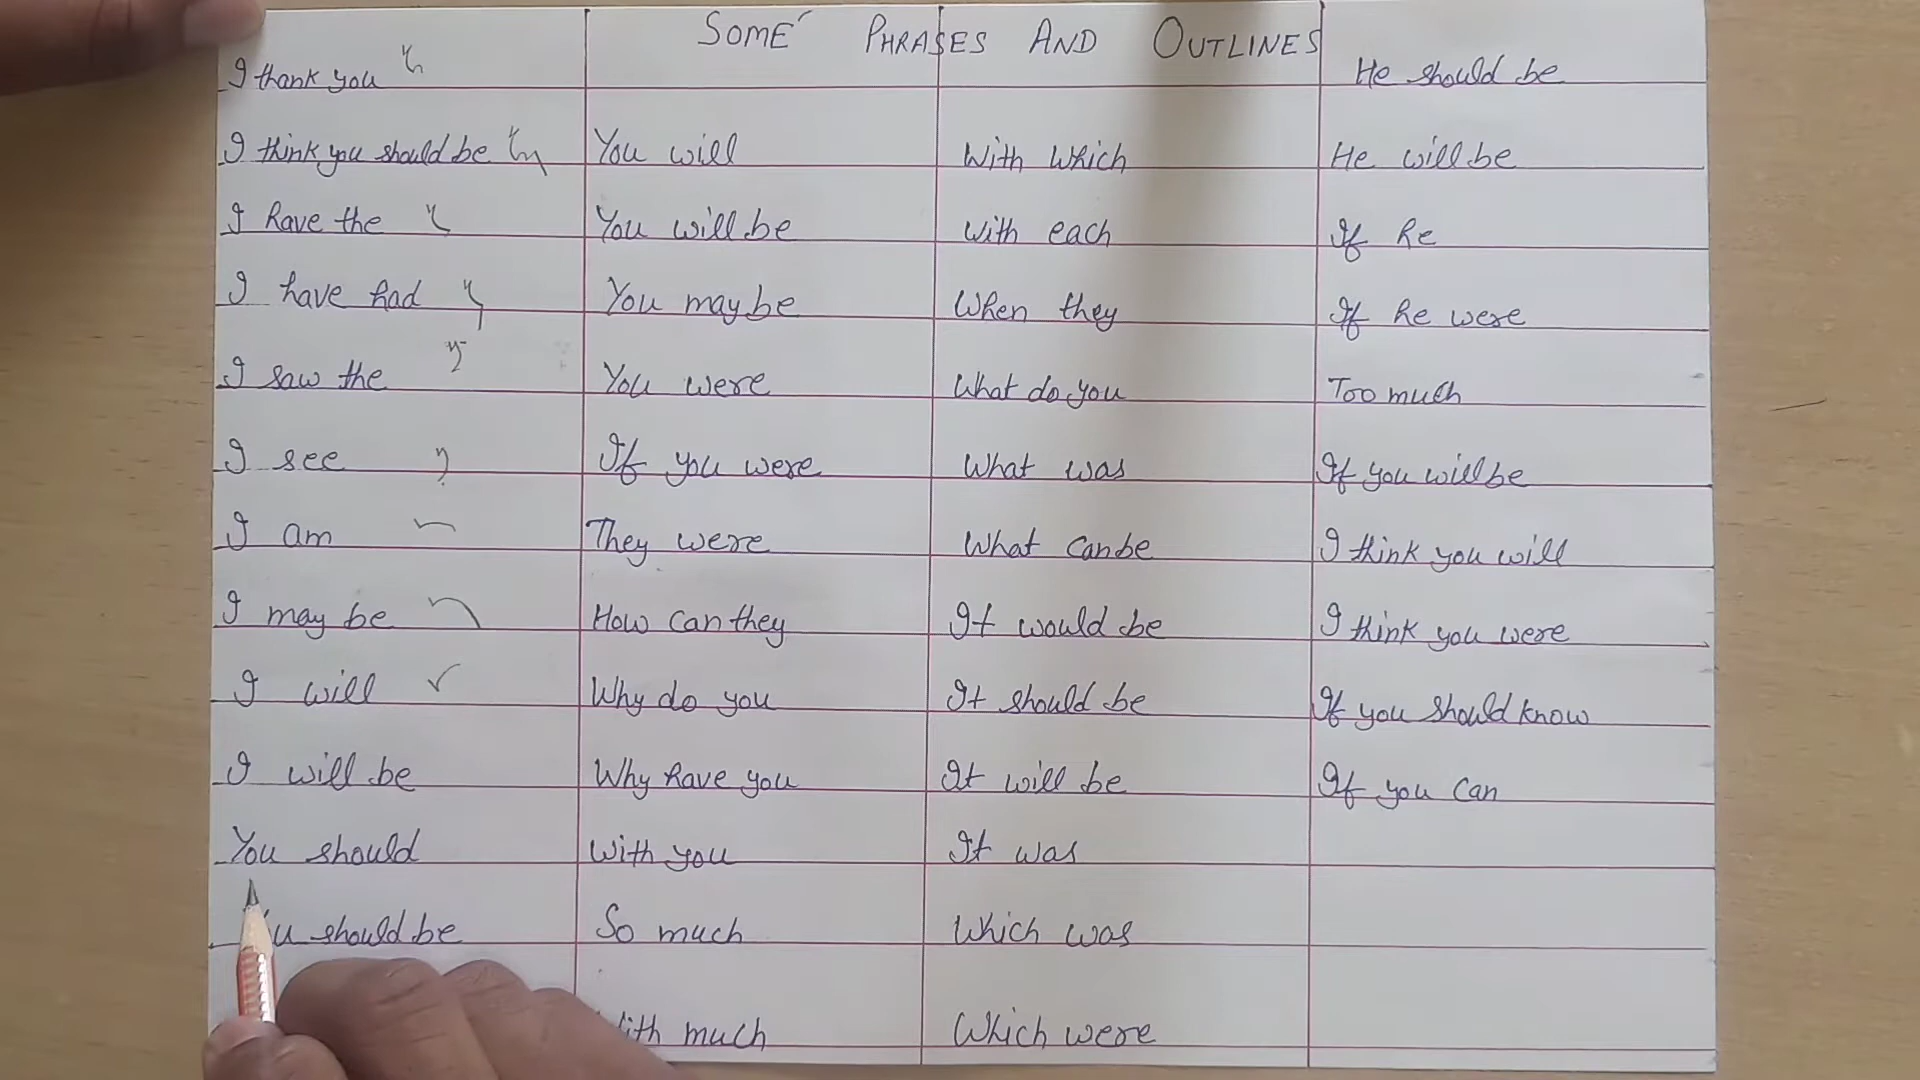 SOME PHRASES AND OUTLINES
I thank you
I think you should be
I have the
I have had
I saw the
I see
I am
I may be
I will
I will be
You should
should be
You will
You will be
You may be
You were
If you were
They were
How can they
Why do you
Why have you
With you
So much
With much
With which
With each
When they
What do you
What was
What can be
It would be
It should be
It will be
It was
Which was
Which were
He should be
He will be
If he
If he were
Too much
If you will be
I think you will
I think you were
If you should know
If you can